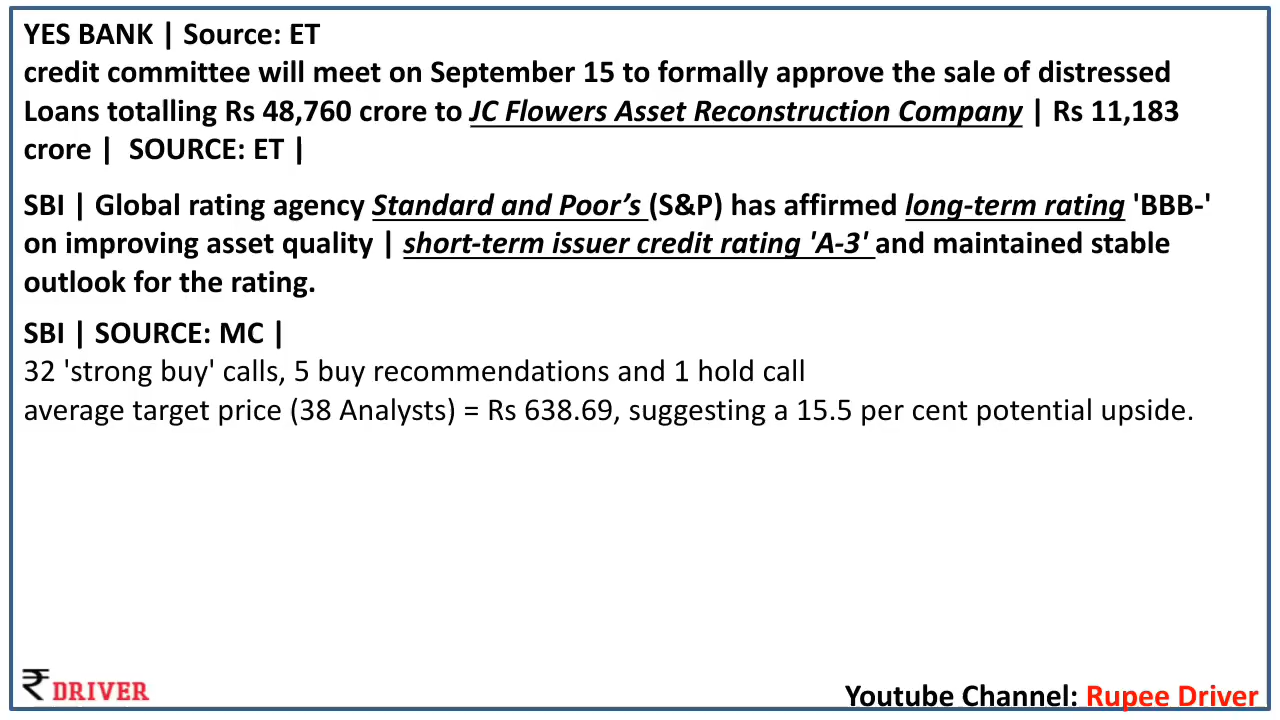 YES BANK | Source: ET
credit committee will meet on September 15 to formally approve the sale of distressed
Loans totalling Rs 48,760 crore to JC Flowers Asset Reconstruction Company | Rs 11,183
crore |  SOURCE: ET |
SBI | Global rating agency Standard and Poor’s (S&P) has affirmed long-term rating 'BBB-'
on improving asset quality | short-term issuer credit rating 'A-3' and maintained stable
outlook for the rating.
SBI | SOURCE: MC |
32 'strong buy' calls, 5 buy recommendations and 1 hold call
average target price (38 Analysts) = Rs 638.69, suggesting a 15.5 per cent potential upside.
₹ DRIVER
Youtube Channel: Rupee Driver